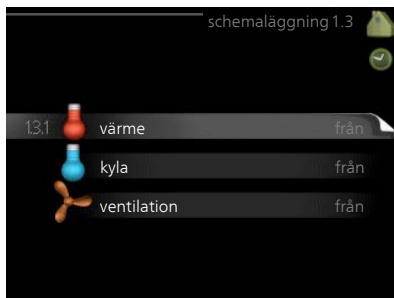 schemaläggning 1.3
1.3.1 värme från
kyla från
ventilation från